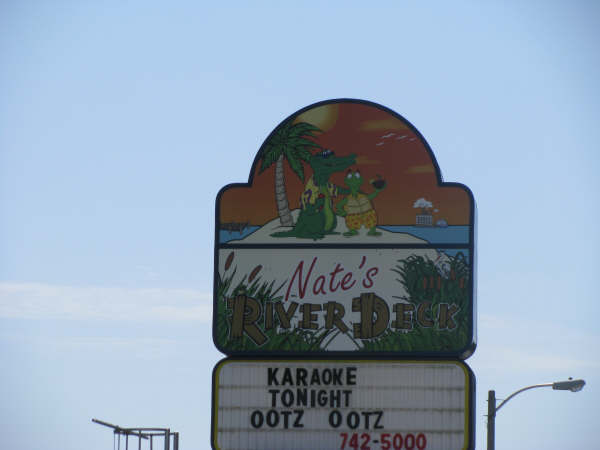 Nate's
RIVER DECK
KARAOKE
TONIGHT
OOTZ OOTZ
742-5000